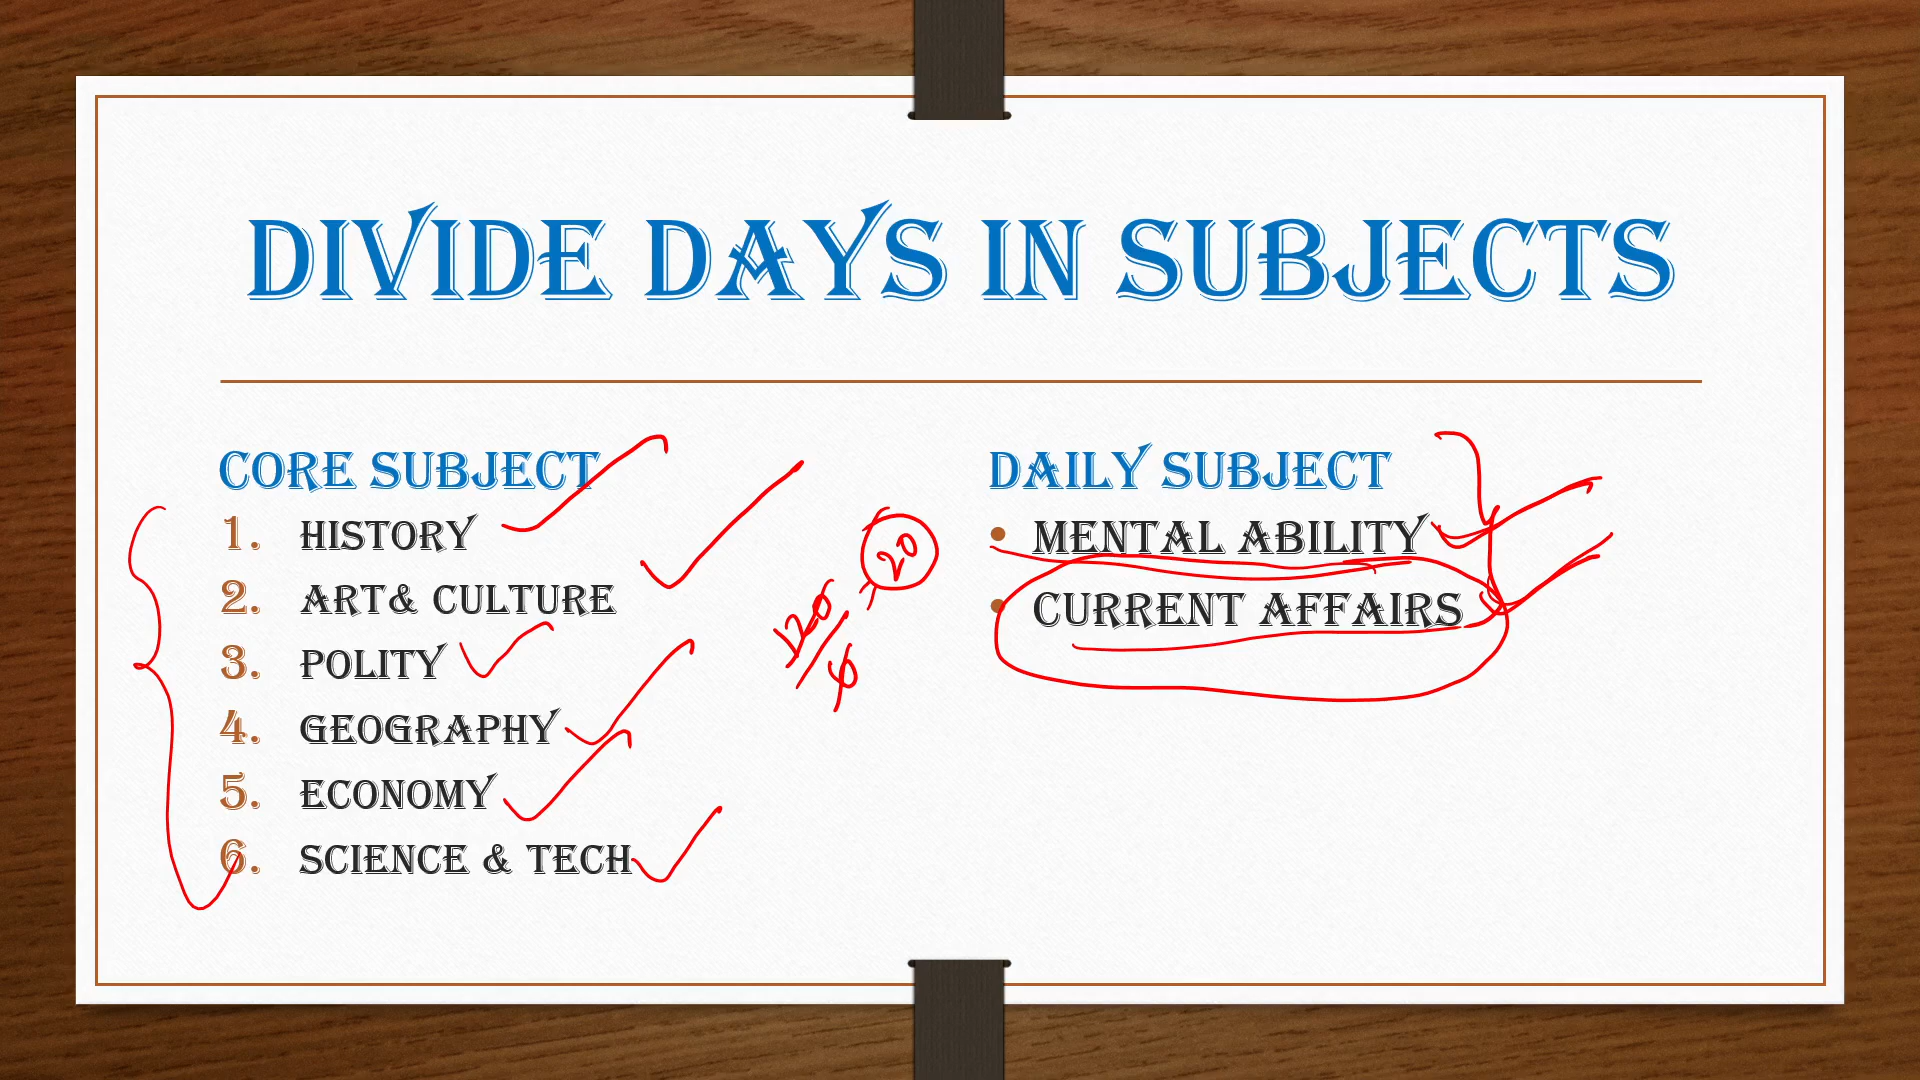 DIVIDE DAYS IN SUBJECTS
CORE SUBJECT
1. HISTORY
2. ART& CULTURE
3. POLITY
4. GEOGRAPHY
5. ECONOMY
6. SCIENCE & TECH
120/6
20
DAILY SUBJECT
• MENTAL ABILITY
• CURRENT AFFAIRS